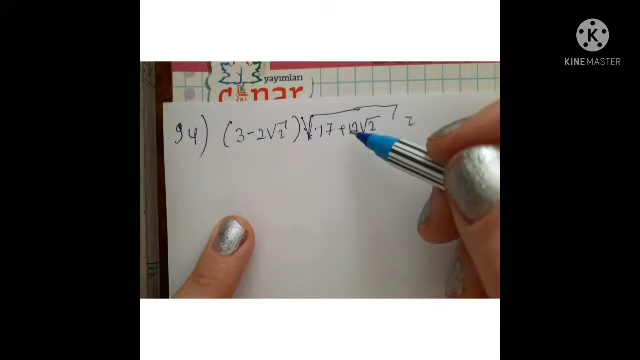 KINEMASTER
yayımları
94) (3-2√2)√17+12√2 =